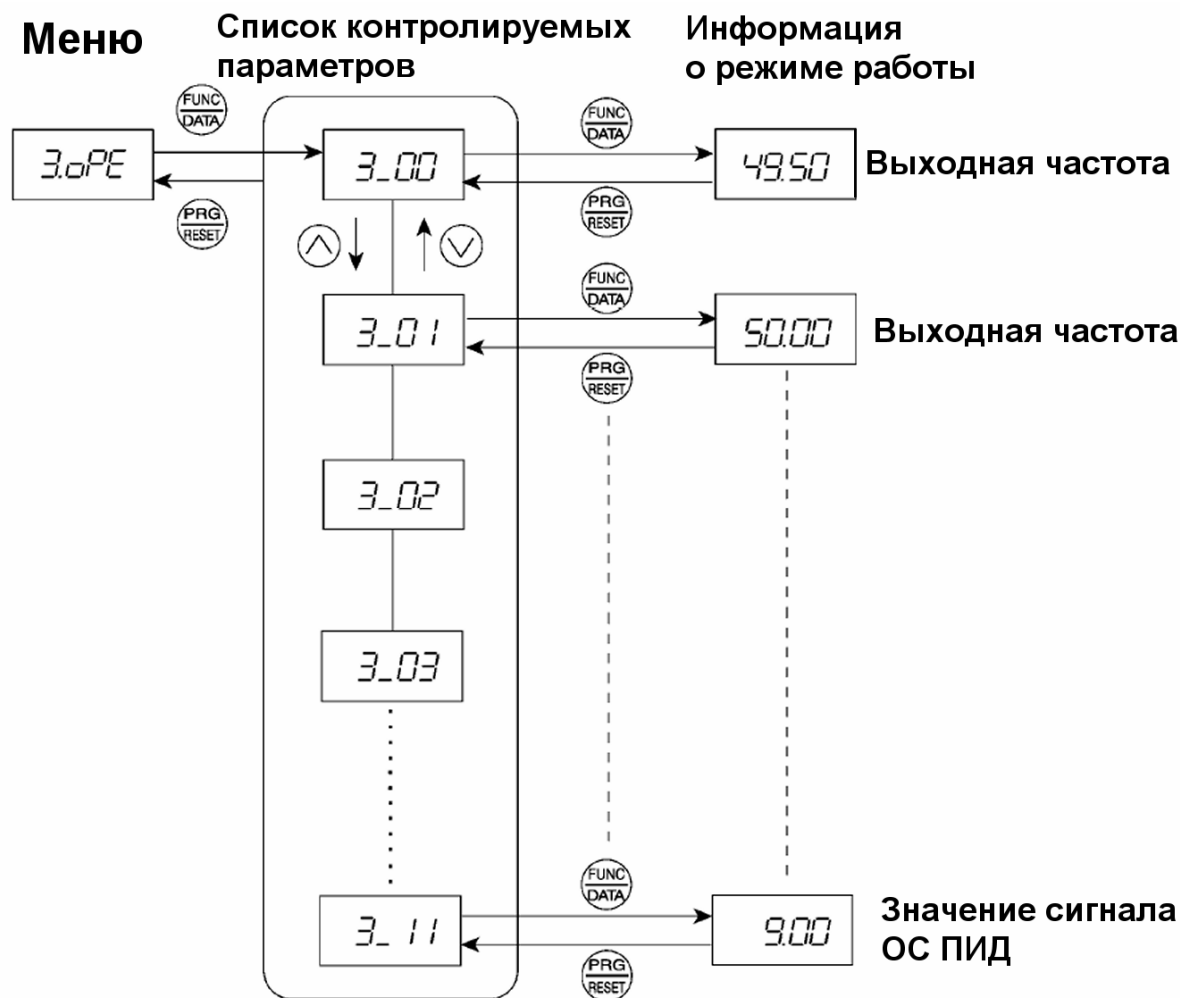 Меню
Список контролируемых
параметров
Информация
о режиме работы
FUNC
DATA
3.oPE
PRG
RESET
3_00
FUNC
DATA
PRG
RESET
49.50
Выходная частота
3_01
FUNC
DATA
PRG
RESET
50.00
Выходная частота
3_02
3_03
3_11
FUNC
DATA
PRG
RESET
9.00
Значение сигнала
ОС ПИД